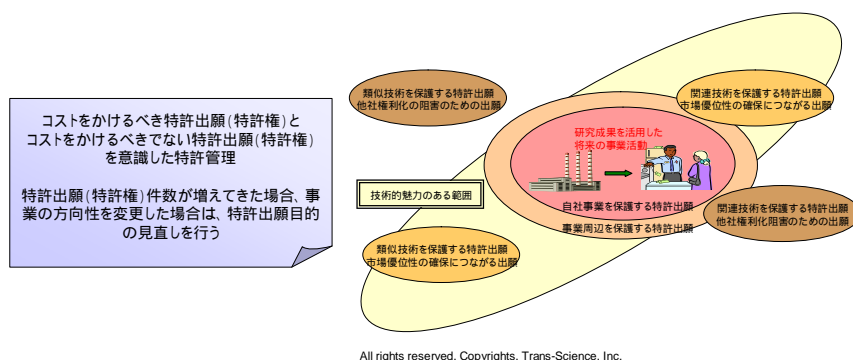 コストをかけるべき特許出願(特許権)と
コストをかけるべきでない特許出願(特許権)
を意識した特許管理
特許出願(特許権)件数が増えてきた場合、事
業の方向性を変更した場合は、特許出願目的
の見直しを行う
類似技術を保護する特許出願
他社権利化の阻害のための出願
関連技術を保護する特許出願
市場優位性の確保につながる出願
研究成果を活用した
将来の事業活動
技術的魅力のある範囲
自社事業を保護する特許出願
事業周辺を保護する特許出願
関連技術を保護する特許出願
他社権利化阻害のための出願
類似技術を保護する特許出願
市場優位性の確保につながる出願
All rights reserved. Copyrights. Trans-Science, Inc.